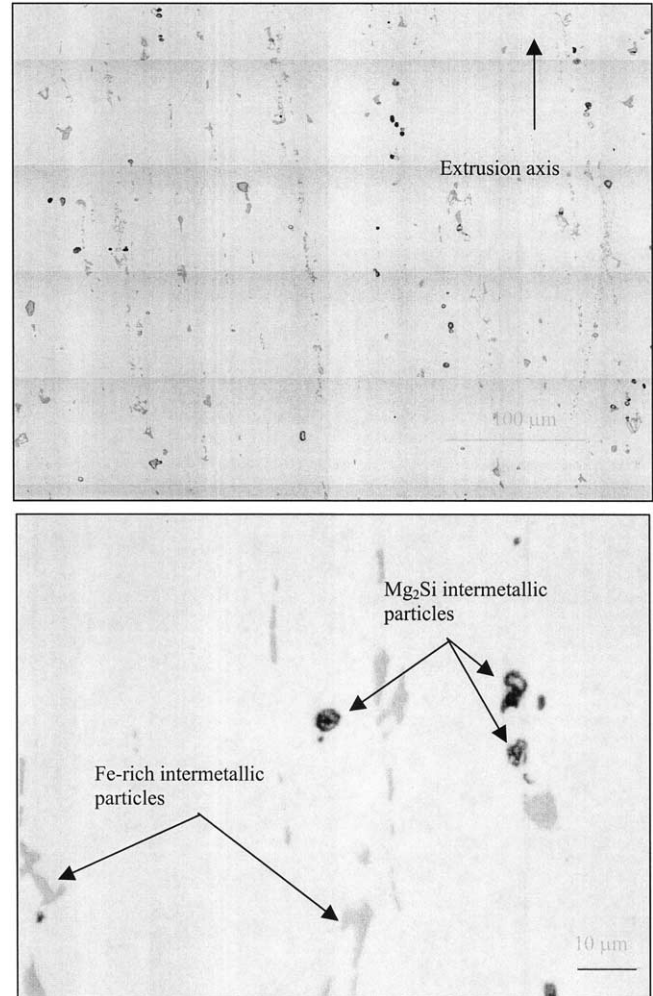 Extrusion axis
100 μm
Mg₂Si intermetallic
particles
Fe-rich intermetallic
particles
10 μm